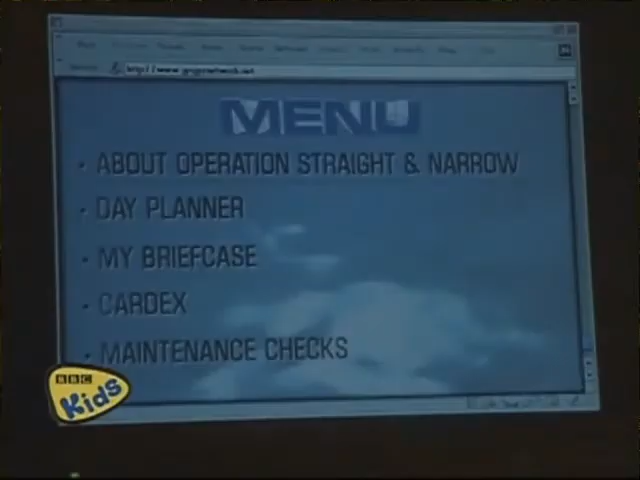 MENU
· ABOUT OPERATION STRAIGHT & NARROW
· DAY PLANNER
· MY BRIEFCASE
· CARDEX
· MAINTENANCE CHECKS
BBC
Kids